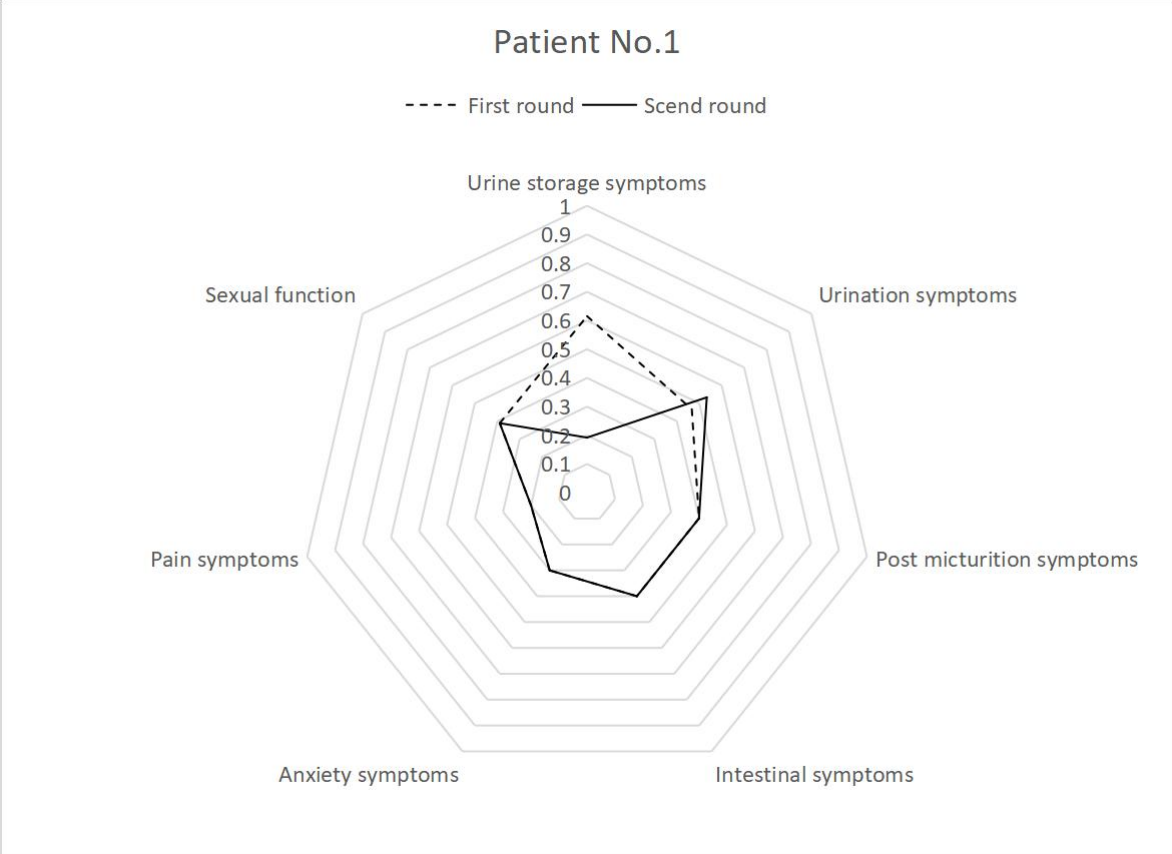 Patient No.1
First round Scend round
Urine storage symptoms
1
0.9
0.8
0.7
Sexual function
Urination symptoms
0.6
0.5
0.4
0.3
0.2
0.1
0
Pain symptoms
Post micturition symptoms
Anxiety symptoms
Intestinal symptoms